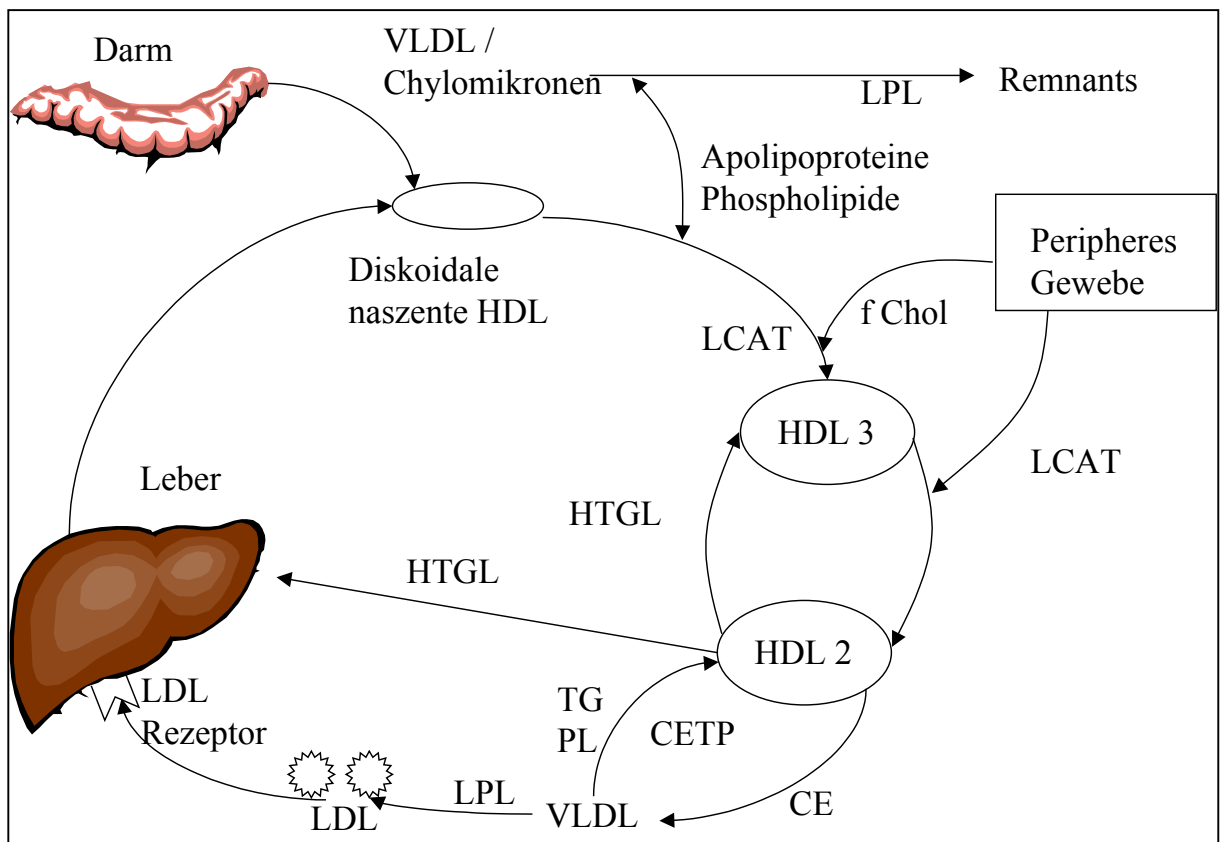 Darm
VLDL /
Chylomikronen
LPL
Remnants
Apolipoproteine
Phospholipide
Peripheres
Gewebe
Diskoidale
naszente HDL
f Chol
LCAT
HDL 3
LCAT
Leber
HTGL
HTGL
HDL 2
LDL
Rezeptor
TG
PL
CETP
LPL
CE
LDL
VLDL